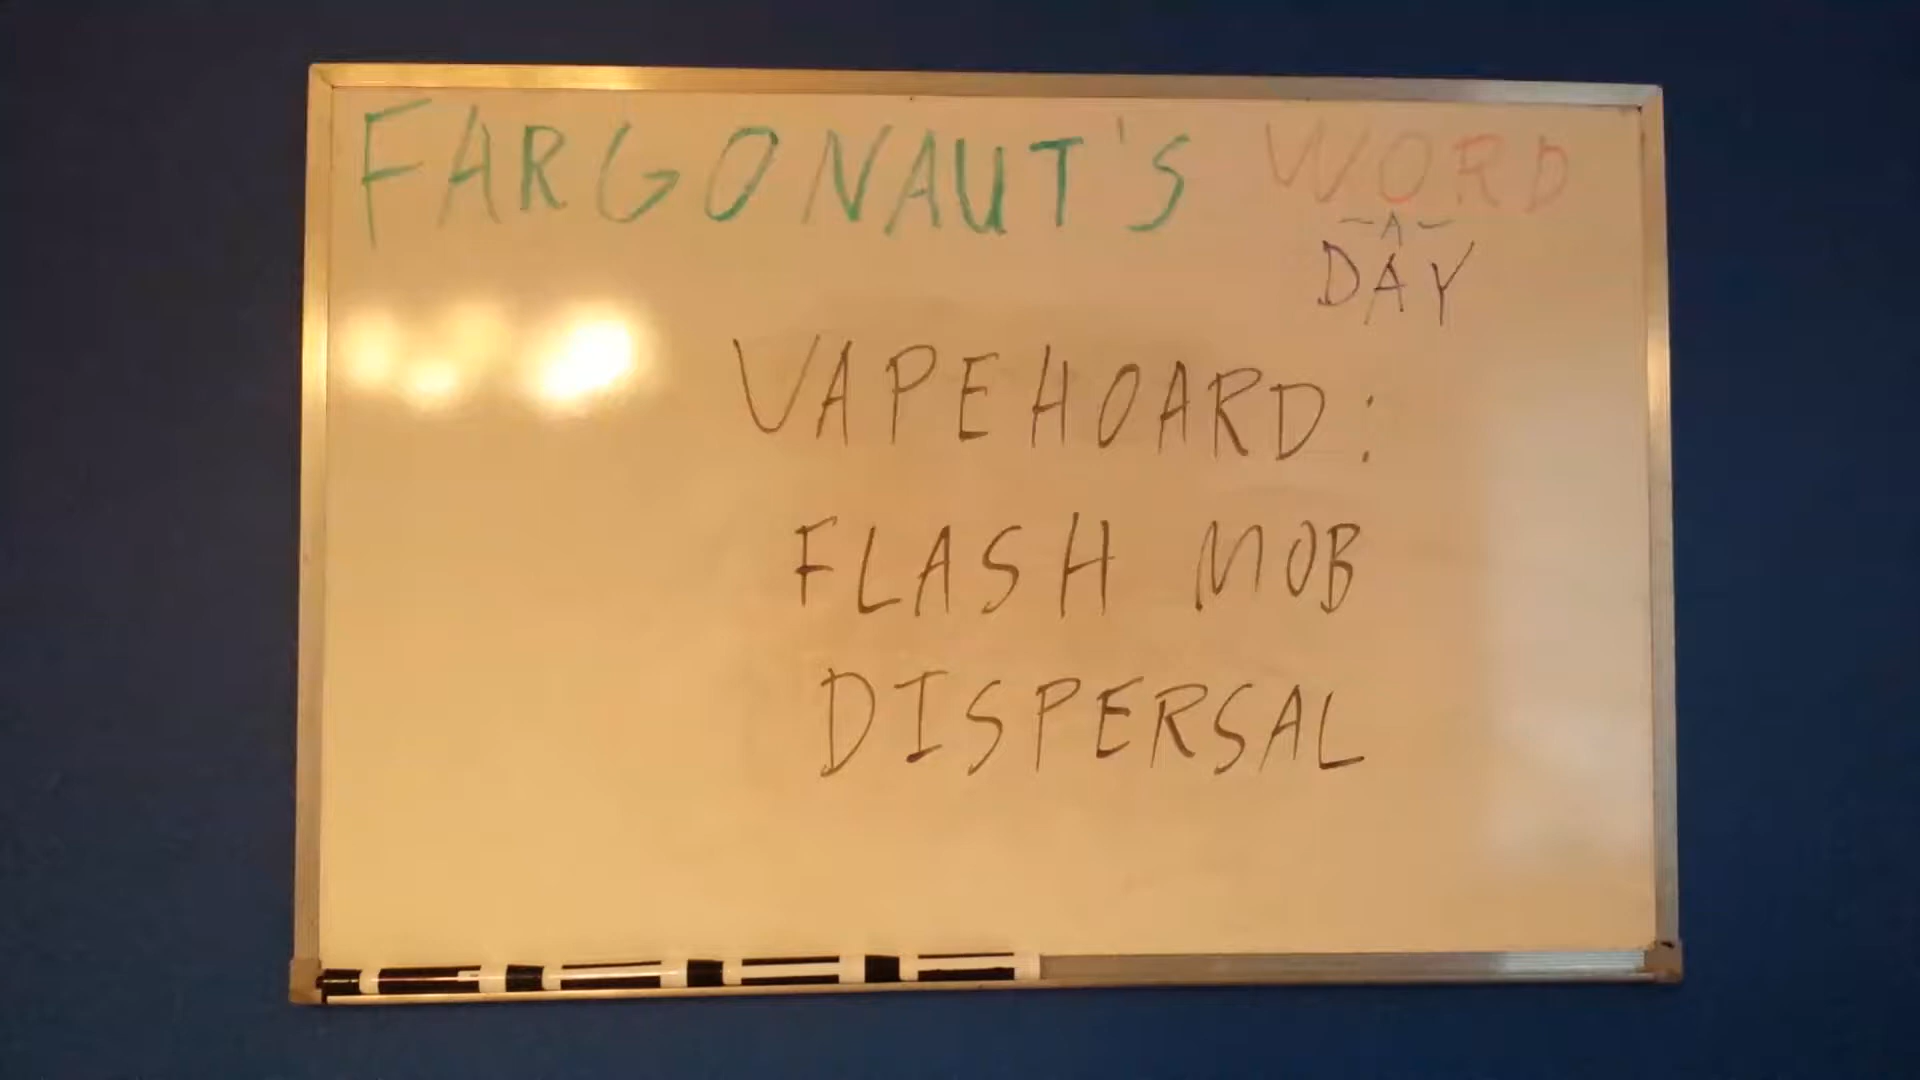 FARGONAUT'S WORD
-A-
DAY
VAPEHOARD:
FLASH MOB
DISPERSAL